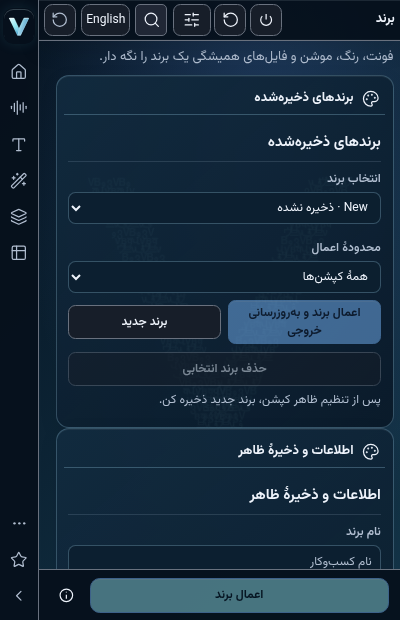 برند
English
فونت، رنگ، موشن و فایل‌های همیشگی یک برند را نگه دار.
برندهای ذخیره‌شده
برندهای ذخیره‌شده
انتخاب برند
New · ذخیره نشده
محدودهٔ اعمال
همهٔ کپشن‌ها
اعمال برند و به‌روزرسانی
خروجی
برند جدید
حذف برند انتخابی
پس از تنظیم ظاهر کپشن، برند جدید ذخیره کن.
اطلاعات و ذخیرهٔ ظاهر
اطلاعات و ذخیرهٔ ظاهر
نام برند
نام کسب‌وکار
اعمال برند